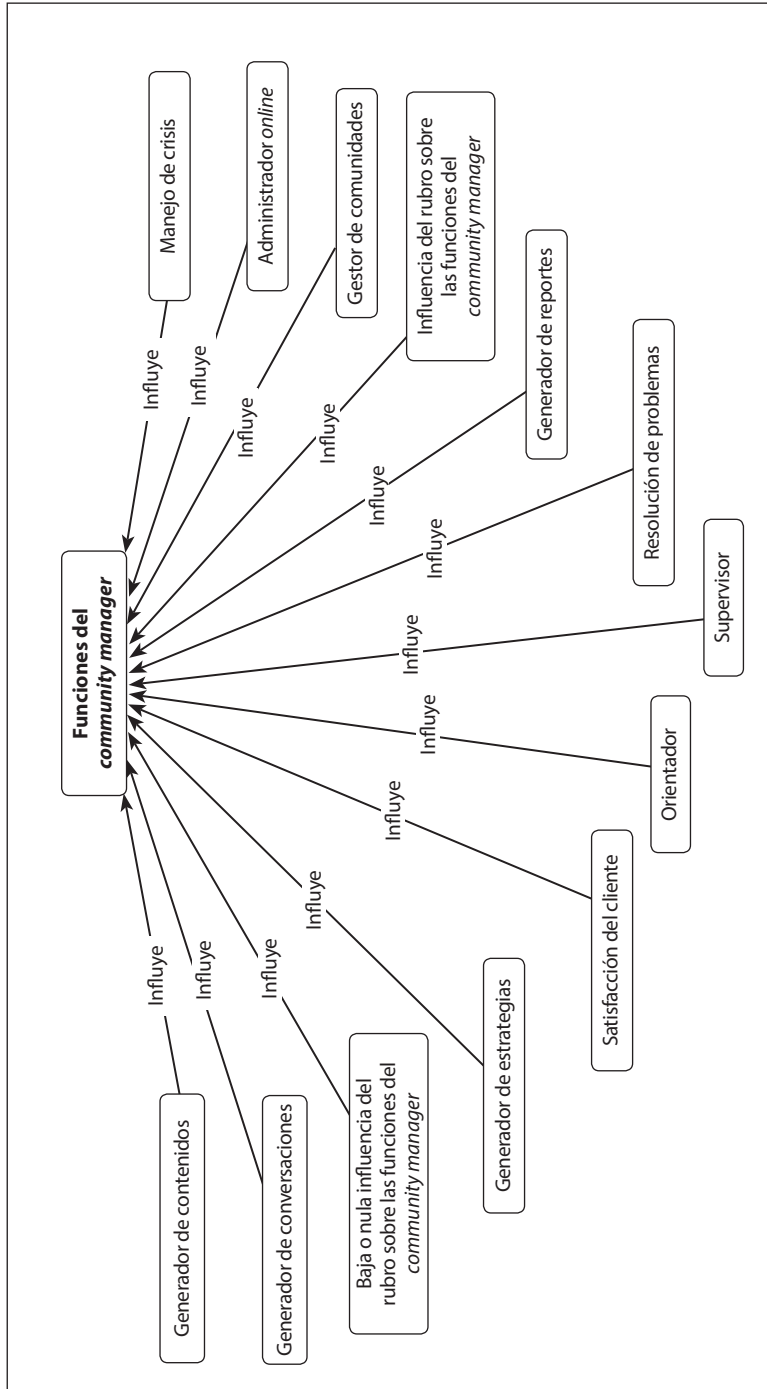 Funciones del
community manager
Influye
Influye
Influye
Influye
Influye
Influye
Influye
Influye
Influye
Influye
Influye
Influye
Influye
Generador de contenidos
Generador de conversaciones
Baja o nula influencia del
rubro sobre las funciones del
community manager
Generador de estrategias
Satisfacción del cliente
Orientador
Supervisor
Resolución de problemas
Generador de reportes
Influencia del rubro sobre
las funciones del
community manager
Gestor de comunidades
Administrador online
Manejo de crisis